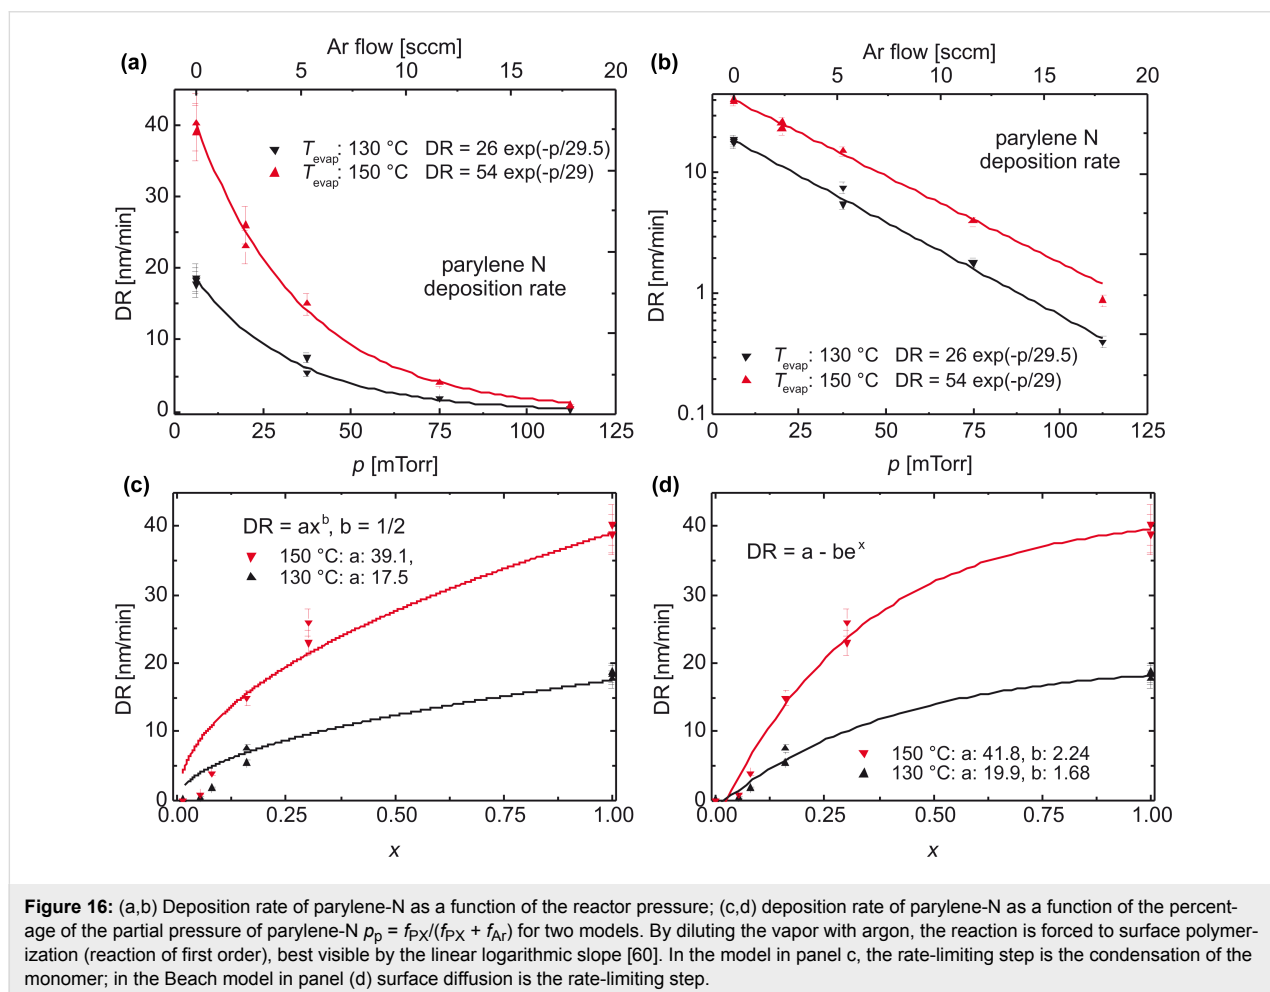 (a)
Ar flow [sccm]
0 5 10 15 20
40
30
20
10
0
DR [nm/min]
T_evap: 130 °C DR = 26 exp(-p/29.5)
T_evap: 150 °C DR = 54 exp(-p/29)
parylene N
deposition rate
0 25 50 75 100 125
p [mTorr]
(b)
Ar flow [sccm]
0 5 10 15 20
10
1
0.1
DR [nm/min]
parylene N
deposition rate
T_evap: 130 °C DR = 26 exp(-p/29.5)
T_evap: 150 °C DR = 54 exp(-p/29)
0 25 50 75 100 125
p [mTorr]
(c)
40
30
20
10
0
DR [nm/min]
DR = ax^b, b = 1/2
150 °C: a: 39.1,
130 °C: a: 17.5
0.00 0.25 0.50 0.75 1.00
x
(d)
40
30
20
10
0
DR [nm/min]
DR = a - be^x
150 °C: a: 41.8, b: 2.24
130 °C: a: 19.9, b: 1.68
0.00 0.25 0.50 0.75 1.00
x
Figure 16: (a,b) Deposition rate of parylene-N as a function of the reactor pressure; (c,d) deposition rate of parylene-N as a function of the percent-
age of the partial pressure of parylene-N p_p = f_PX/(f_PX + f_Ar) for two models. By diluting the vapor with argon, the reaction is forced to surface polymer-
ization (reaction of first order), best visible by the linear logarithmic slope [60]. In the model in panel c, the rate-limiting step is the condensation of the
monomer; in the Beach model in panel (d) surface diffusion is the rate-limiting step.